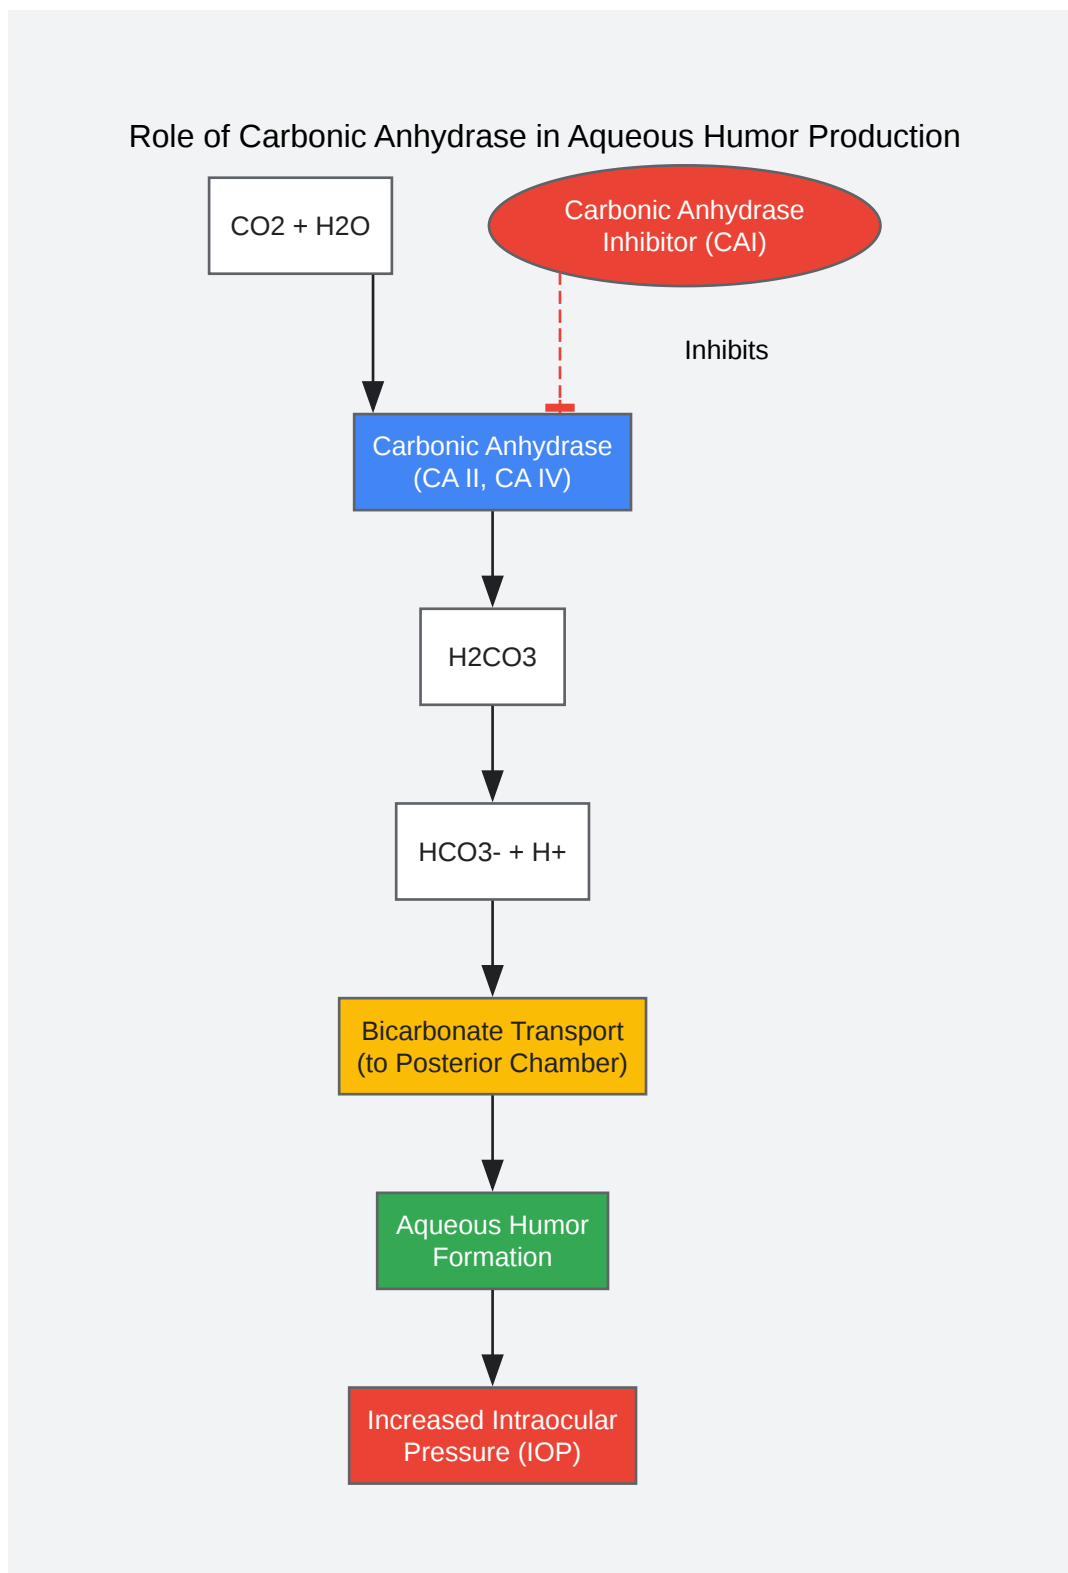 Role of Carbonic Anhydrase in Aqueous Humor Production
CO2 + H2O
Carbonic Anhydrase
Inhibitor (CAI)
Inhibits
Carbonic Anhydrase
(CA II, CA IV)
H2CO3
HCO3- + H+
Bicarbonate Transport
(to Posterior Chamber)
Aqueous Humor
Formation
Increased Intraocular
Pressure (IOP)